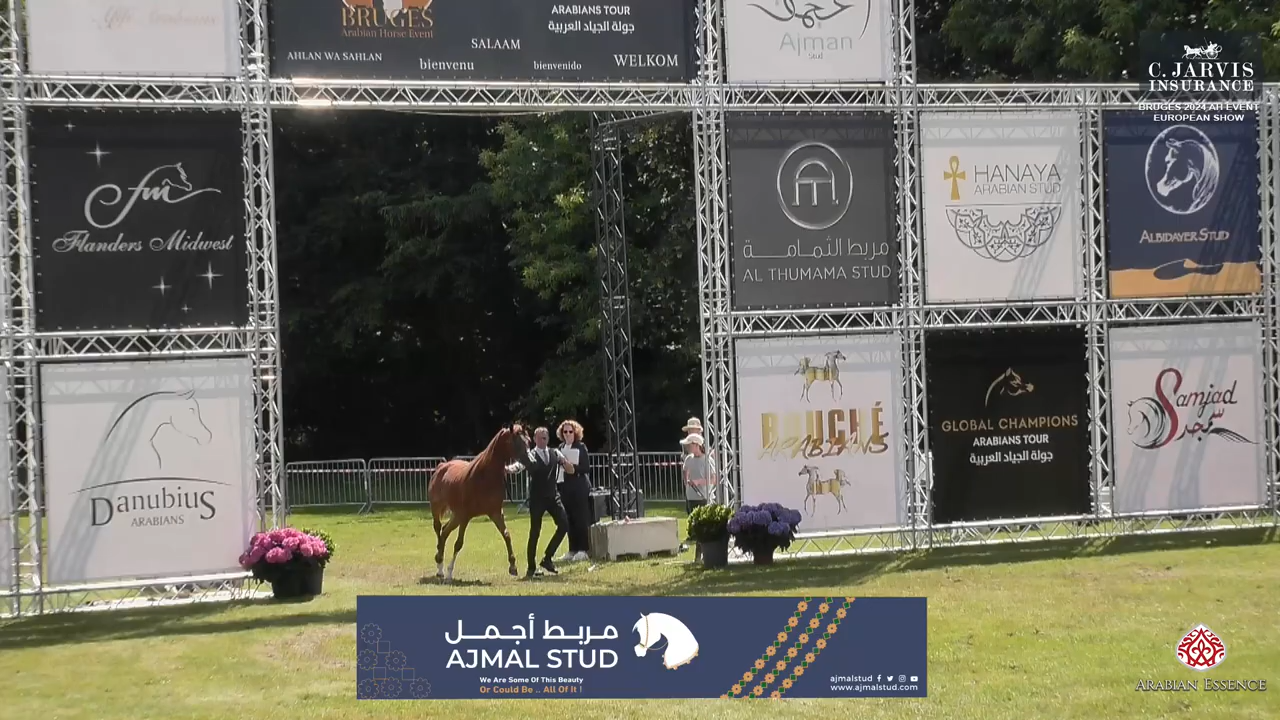 BRUGES
Arabian Horse Event
ARABIANS TOUR
جولة الجياد العربية
AHLAN WA SAHLAN
bienvenu
SALAAM
bienvenido
WELKOM
Ajman
Stud
C. JARVIS
INSURANCE
BRUGES 2024 AH EVENT
EUROPEAN SHOW
fm
Flanders Midwest
مربط الثمامة
AL THUMAMA STUD
HANAYA
ARABIAN STUD
ALBIDAYER STUD
DANUBIUS
ARABIANS
BOUCHÉ
ARABIANS
GLOBAL CHAMPIONS
ARABIANS TOUR
جولة الجياد العربية
Samjad
سمجد
مربط أجمل
AJMAL STUD
We Are Some Of This Beauty
Or Could Be .. All Of It !
ajmalstud
www.ajmalstud.com
ARABIAN ESSENCE